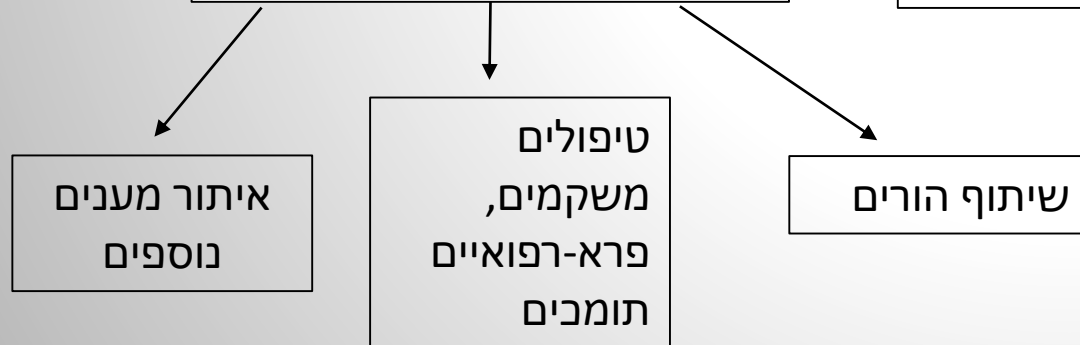 שיתוף הורים
טיפולים
משקמים,
פרא-רפואיים
תומכים
איתור מענים
נוספים